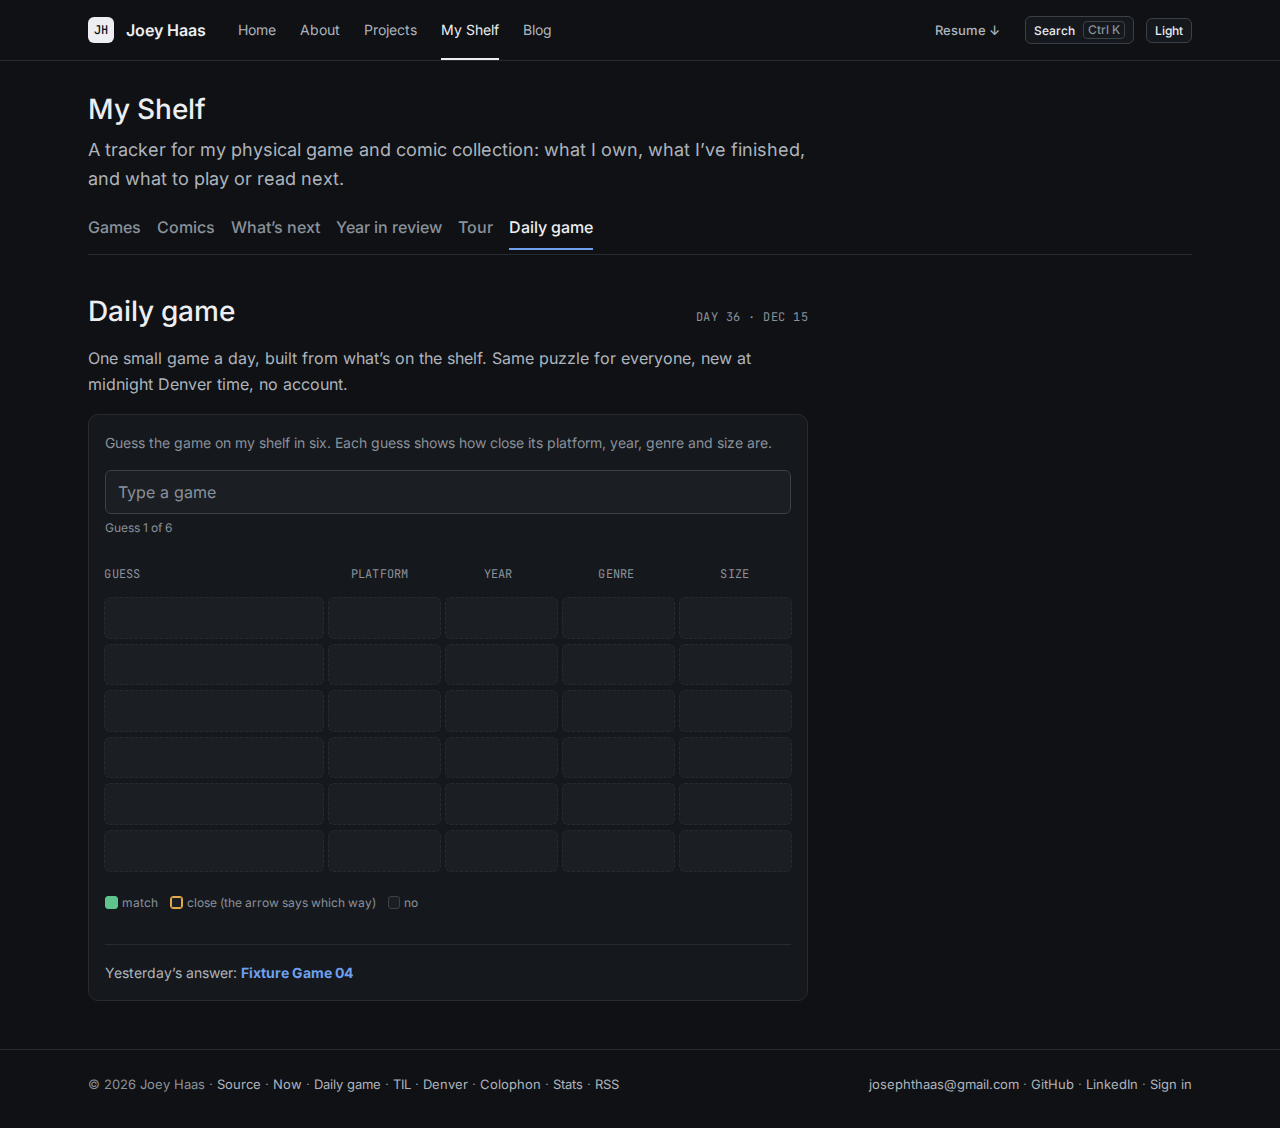 JH Joey Haas Home About Projects My Shelf Blog Resume ↓ Search Ctrl K Light
My Shelf
A tracker for my physical game and comic collection: what I own, what I’ve finished,
and what to play or read next.
Games Comics What’s next Year in review Tour Daily game
Daily game DAY 36 · DEC 15
One small game a day, built from what’s on the shelf. Same puzzle for everyone, new at
midnight Denver time, no account.
Guess the game on my shelf in six. Each guess shows how close its platform, year, genre and size are.
Type a game
Guess 1 of 6
GUESS PLATFORM YEAR GENRE SIZE
match close (the arrow says which way) no
Yesterday’s answer: Fixture Game 04
© 2026 Joey Haas · Source · Now · Daily game · TIL · Denver · Colophon · Stats · RSS josephthaas@gmail.com · GitHub · LinkedIn · Sign in